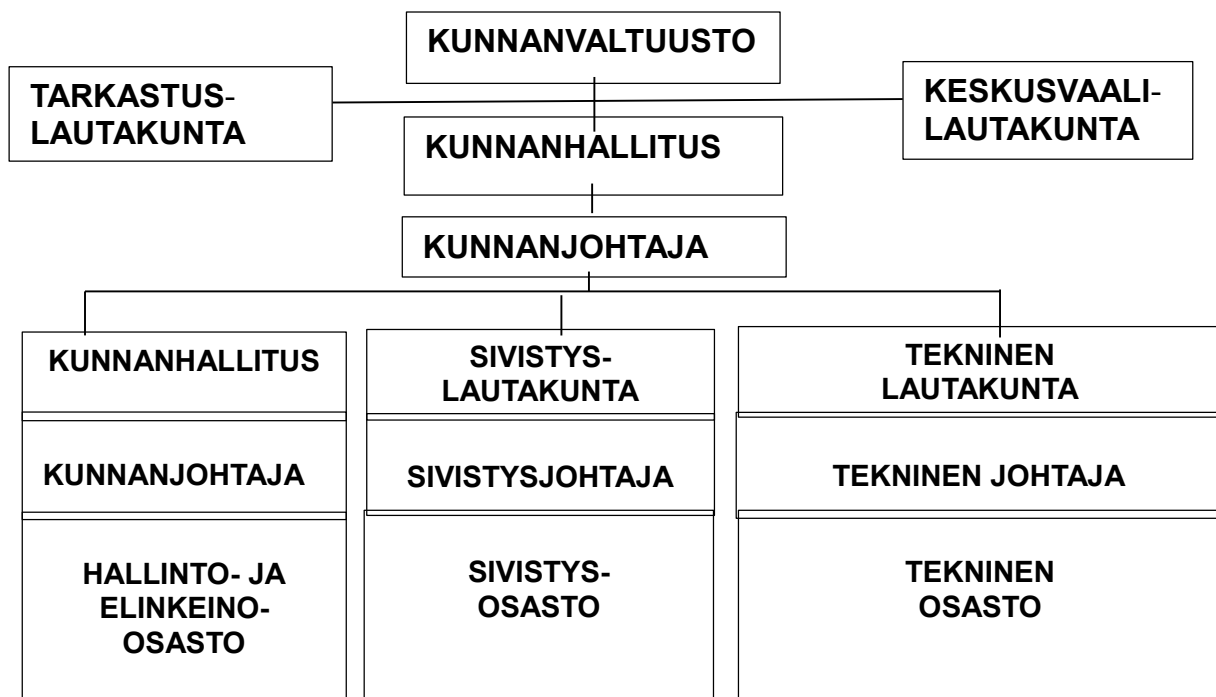 KUNNANVALTUUSTO
TARKASTUS-
LAUTAKUNTA
KESKUSVAALI-
LAUTAKUNTA
KUNNANHALLITUS
KUNNANJOHTAJA
KUNNANHALLITUS
SIVISTYS-
LAUTAKUNTA
TEKNINEN
LAUTAKUNTA
KUNNANJOHTAJA
SIVISTYSJOHTAJA
TEKNINEN JOHTAJA
HALLINTO- JA
ELINKEINO-
OSASTO
SIVISTYS-
OSASTO
TEKNINEN
OSASTO